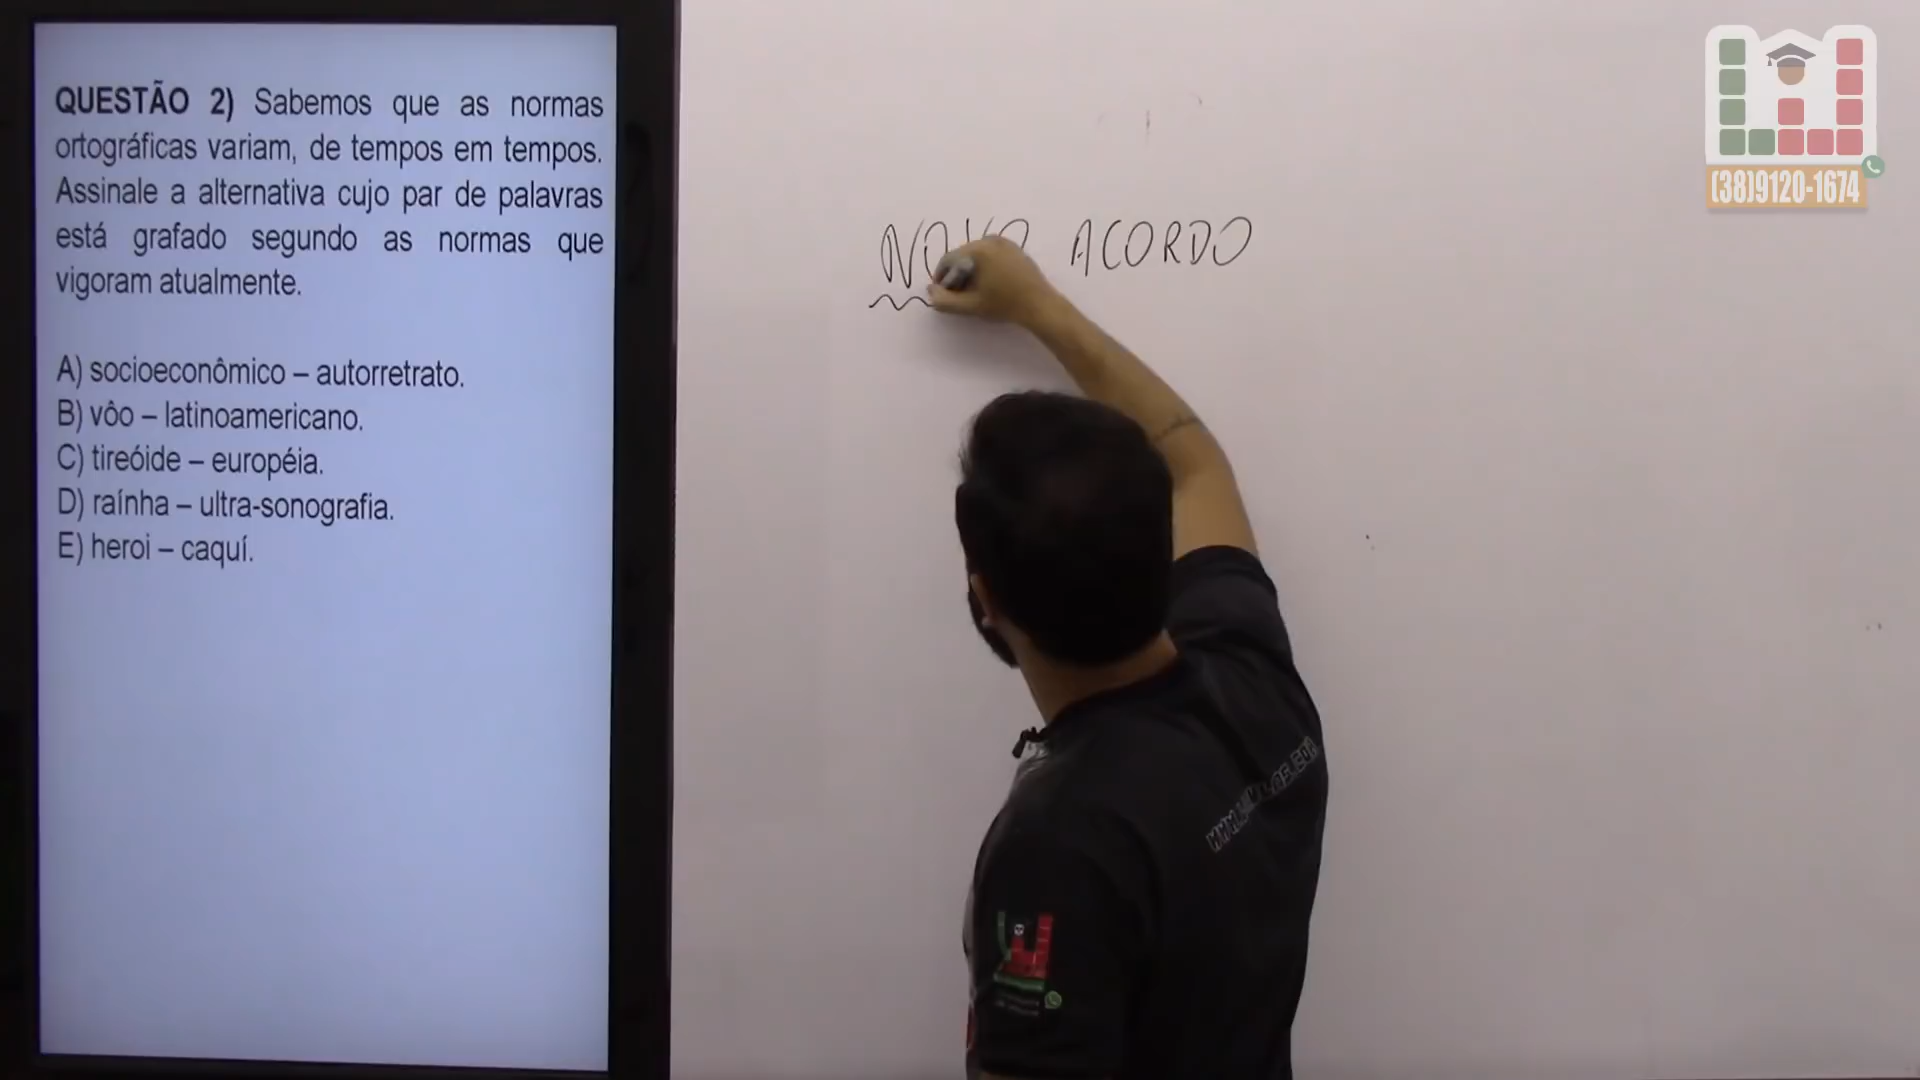 QUESTÃO 2) Sabemos que as normas
ortográficas variam, de tempos em tempos.
Assinale a alternativa cujo par de palavras
está grafado segundo as normas que
vigoram atualmente.
A) socioeconômico – autorretrato.
B) vôo – latinoamericano.
C) tireóide – européia.
D) raínha – ultra-sonografia.
E) heroi – caquí.
NOVO ACORDO
(38)9120-1674